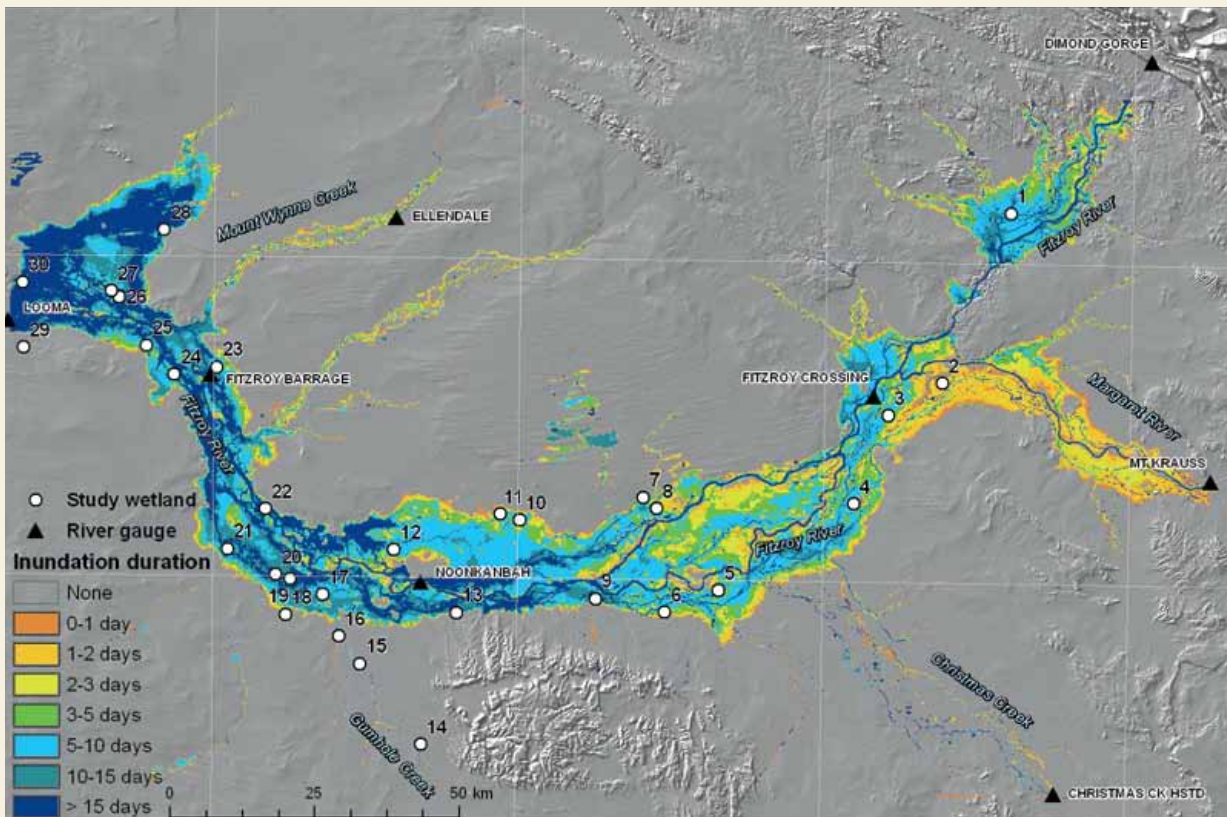 DIMOND GORGE
1
Fitzroy River
28
Mount Wynne Creek
ELLENDALE
30
27
26
LOOMA
29
25
24
23
FITZROY BARRAGE
FITZROY CROSSING
2
3
Margaret River
MT KRAUSS
Fitzroy River
22
7
8
11
10
4
Fitzroy River
21
12
NOONKANBAH
20
17
9
5
19
18
13
6
16
15
14
Gumhole Creek
Christmas Creek
CHRISTMAS CK HSTD
Study wetland
River gauge
Inundation duration
None
0-1 day
1-2 days
2-3 days
3-5 days
5-10 days
10-15 days
> 15 days
0 25 50 km